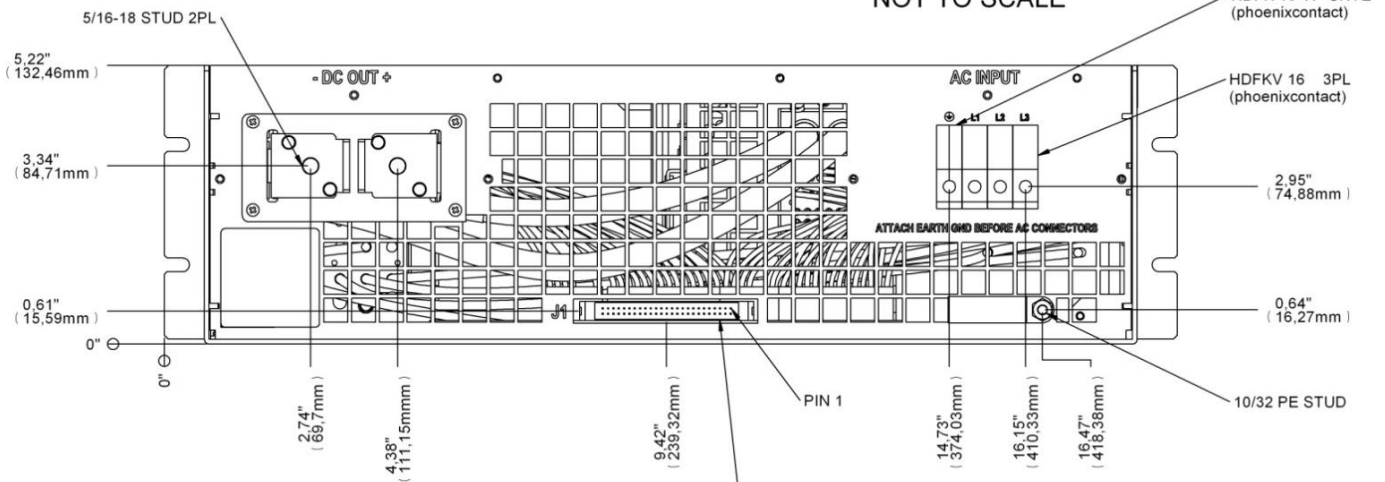 NOT TO SCALE
5/16-18 STUD 2PL
(phoenixcontact)
5,22"
( 132,46mm )
- DC OUT +
AC INPUT
HDFKV 16 3PL
(phoenixcontact)
L1 L2 L3
3,34"
( 84,71mm )
2,95"
( 74,88mm )
ATTACH EARTH GND BEFORE AC CONNECTORS
0,61"
( 15,59mm )
J1
0,64"
( 16,27mm )
0"
0"
PIN 1
10/32 PE STUD
2,74"
( 69,7mm )
4,38"
( 111,15mmm )
9,42"
( 239,32mm )
14,73"
( 374,03mm )
16,15"
( 410,33mm )
16,47"
( 418,38mm )